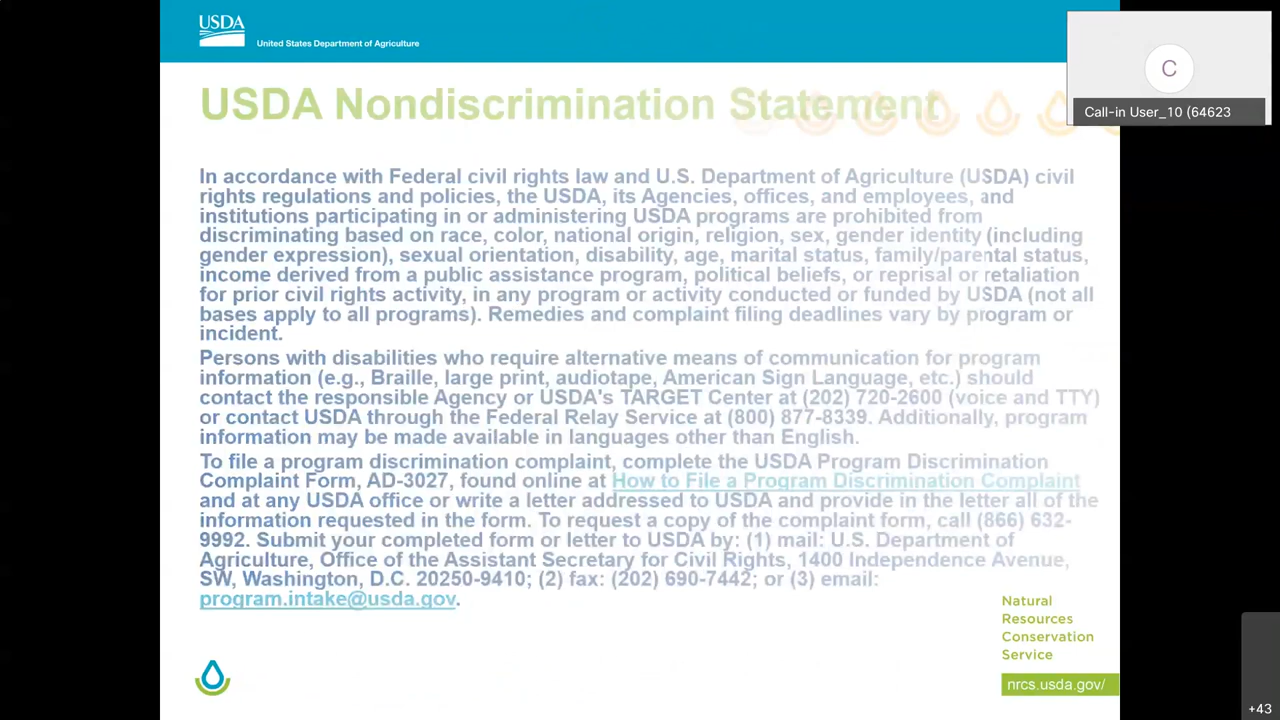 USDA
United States Department of Agriculture
C
Call-in User_10 (64623
USDA Nondiscrimination Statement
In accordance with Federal civil rights law and U.S. Department of Agriculture (USDA) civil
rights regulations and policies, the USDA, its Agencies, offices, and employees, and
institutions participating in or administering USDA programs are prohibited from
discriminating based on race, color, national origin, religion, sex, gender identity (including
gender expression), sexual orientation, disability, age, marital status, family/parental status,
income derived from a public assistance program, political beliefs, or reprisal or retaliation
for prior civil rights activity, in any program or activity conducted or funded by USDA (not all
bases apply to all programs). Remedies and complaint filing deadlines vary by program or
incident.
Persons with disabilities who require alternative means of communication for program
information (e.g., Braille, large print, audiotape, American Sign Language, etc.) should
contact the responsible Agency or USDA's TARGET Center at (202) 720-2600 (voice and TTY)
or contact USDA through the Federal Relay Service at (800) 877-8339. Additionally, program
information may be made available in languages other than English.
To file a program discrimination complaint, complete the USDA Program Discrimination
Complaint Form, AD-3027, found online at How to File a Program Discrimination Complaint
and at any USDA office or write a letter addressed to USDA and provide in the letter all of the
information requested in the form. To request a copy of the complaint form, call (866) 632-
9992. Submit your completed form or letter to USDA by: (1) mail: U.S. Department of
Agriculture, Office of the Assistant Secretary for Civil Rights, 1400 Independence Avenue,
SW, Washington, D.C. 20250-9410; (2) fax: (202) 690-7442; or (3) email:
program.intake@usda.gov.
Natural
Resources
Conservation
Service
nrcs.usda.gov/
+43